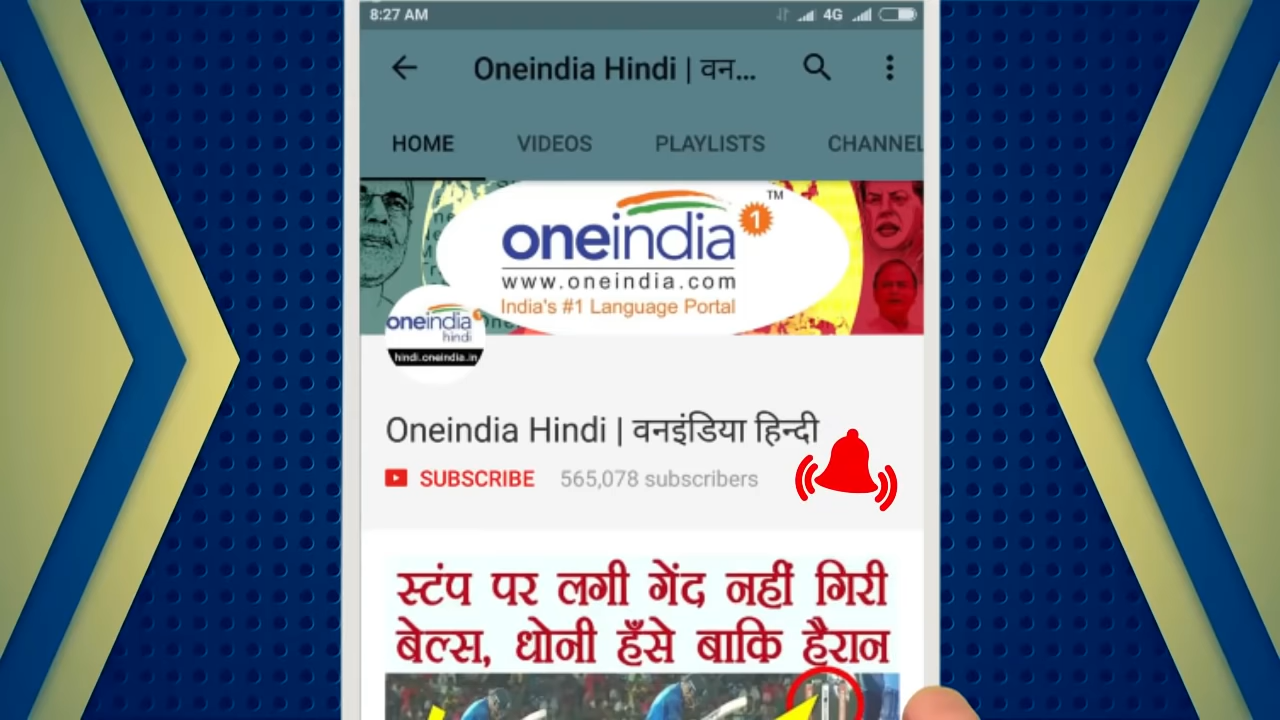 8:27 AM 4G
Oneindia Hindi | वन...
HOME VIDEOS PLAYLISTS CHANNEL
oneindia 1 TM
www.oneindia.com
India's #1 Language Portal
oneindia
hindi
hindi.oneindia.in
Oneindia Hindi | वनइंडिया हिन्दी
SUBSCRIBE 565,078 subscribers
स्टंप पर लगी गेंद नहीं गिरी
बेल्स, धोनी हँसे बाकि हैरान